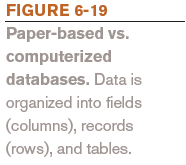 FIGURE 6-19
Paper-based vs.
computerized
databases. Data is
organized into fields
(columns), records
(rows), and tables.